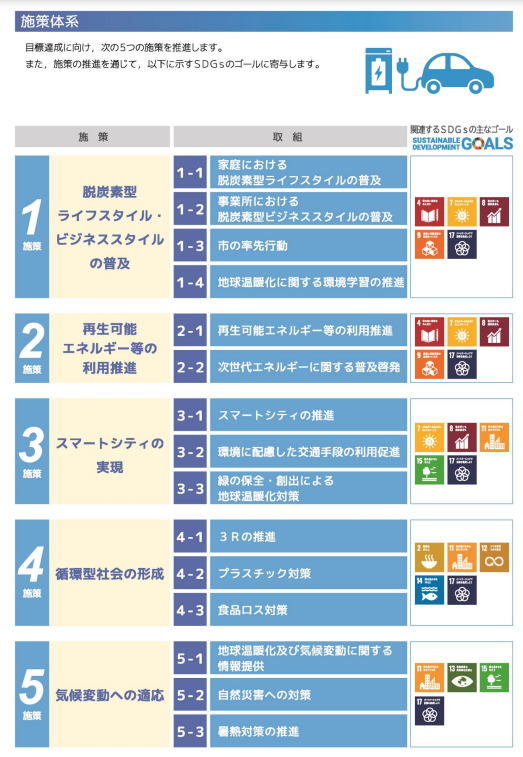 施策体系
目標達成に向け，次の5つの施策を推進します。
また，施策の推進を通じて，以下に示すＳＤＧｓのゴールに寄与します。
施 策
取 組
関連するＳＤＧｓの主なゴール
SUSTAINABLE
DEVELOPMENT
GOALS
1
施策
脱炭素型
ライフスタイル・
ビジネススタイル
の普及
1-1
家庭における
脱炭素型ライフスタイルの普及
1-2
事業所における
脱炭素型ビジネススタイルの普及
1-3
市の率先行動
1-4
地球温暖化に関する環境学習の推進
4
7
8
9
17
2
施策
再生可能
エネルギー等の
利用推進
2-1
再生可能エネルギー等の利用推進
2-2
次世代エネルギーに関する普及啓発
4
7
8
9
17
3
施策
スマートシティの
実現
3-1
スマートシティの推進
3-2
環境に配慮した交通手段の利用促進
3-3
緑の保全・創出による
地球温暖化対策
7
8
11
15
17
4
施策
循環型社会の形成
4-1
３Ｒの推進
4-2
プラスチック対策
4-3
食品ロス対策
2
11
12
14
17
5
施策
気候変動への適応
5-1
地球温暖化及び気候変動に関する
情報提供
5-2
自然災害への対策
5-3
暑熱対策の推進
11
13
15
17